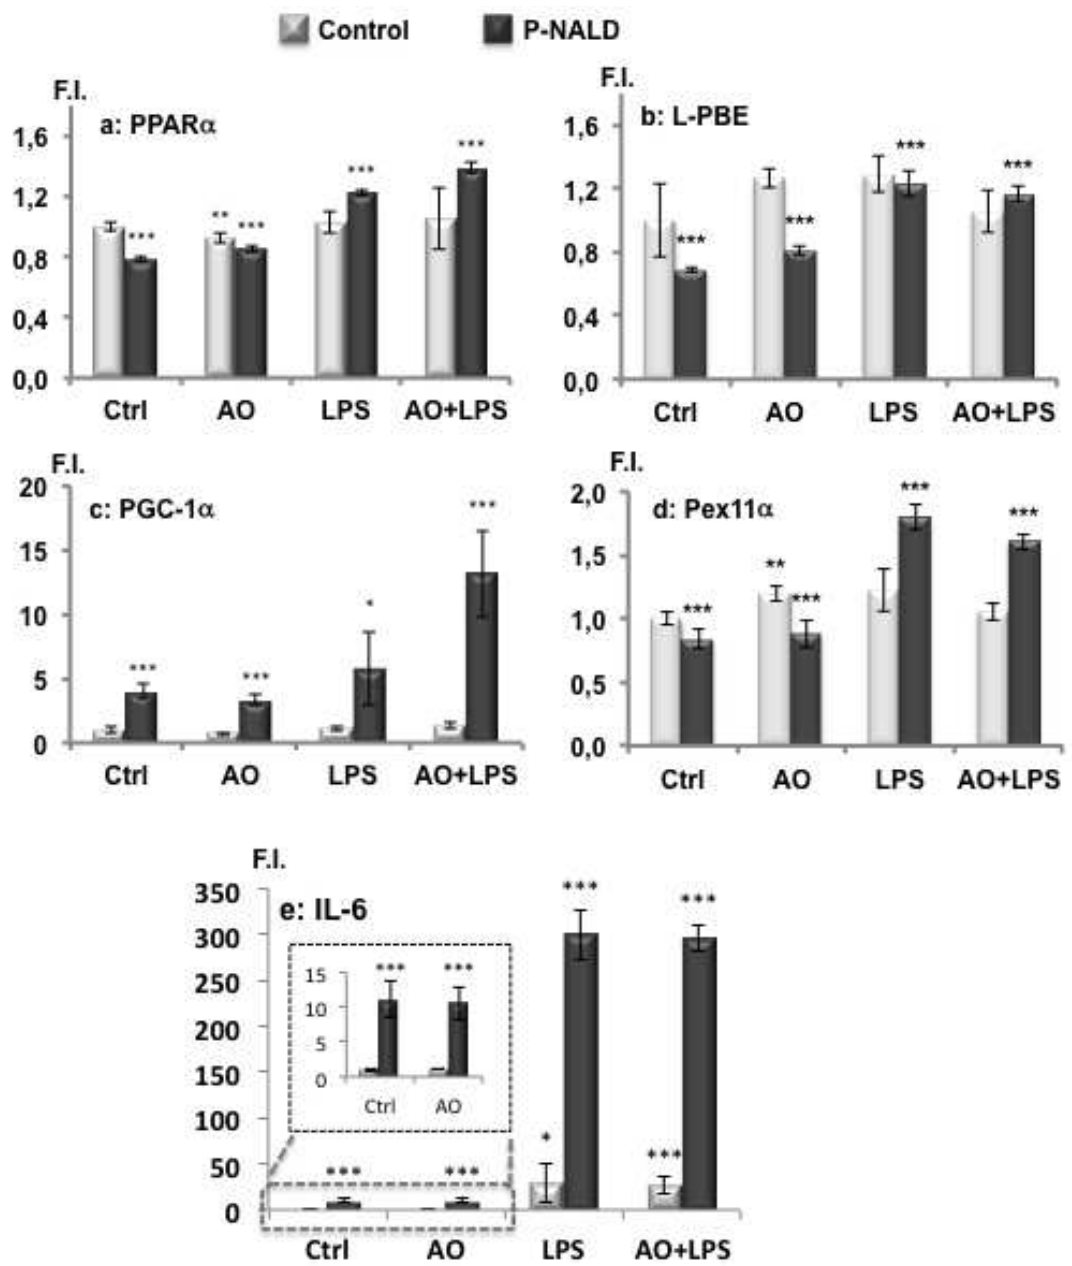 Control P-NALD
F.I.
a: PPARα
1,6
1,2
0,8
0,4
0,0
*** ** *** *** ***
Ctrl AO LPS AO+LPS
F.I.
b: L-PBE
1,6
1,2
0,8
0,4
0,0
*** *** *** ***
Ctrl AO LPS AO+LPS
F.I.
c: PGC-1α
20
15
10
5
0
*** *** * ***
Ctrl AO LPS AO+LPS
F.I.
d: Pex11α
2,0
1,5
1,0
0,5
0,0
*** ** *** *** ***
Ctrl AO LPS AO+LPS
F.I.
e: IL-6
350
300
250
200
150
100
50
0
15
10
5
0
*** ***
Ctrl AO
*** *** * *** *** ***
Ctrl AO LPS AO+LPS